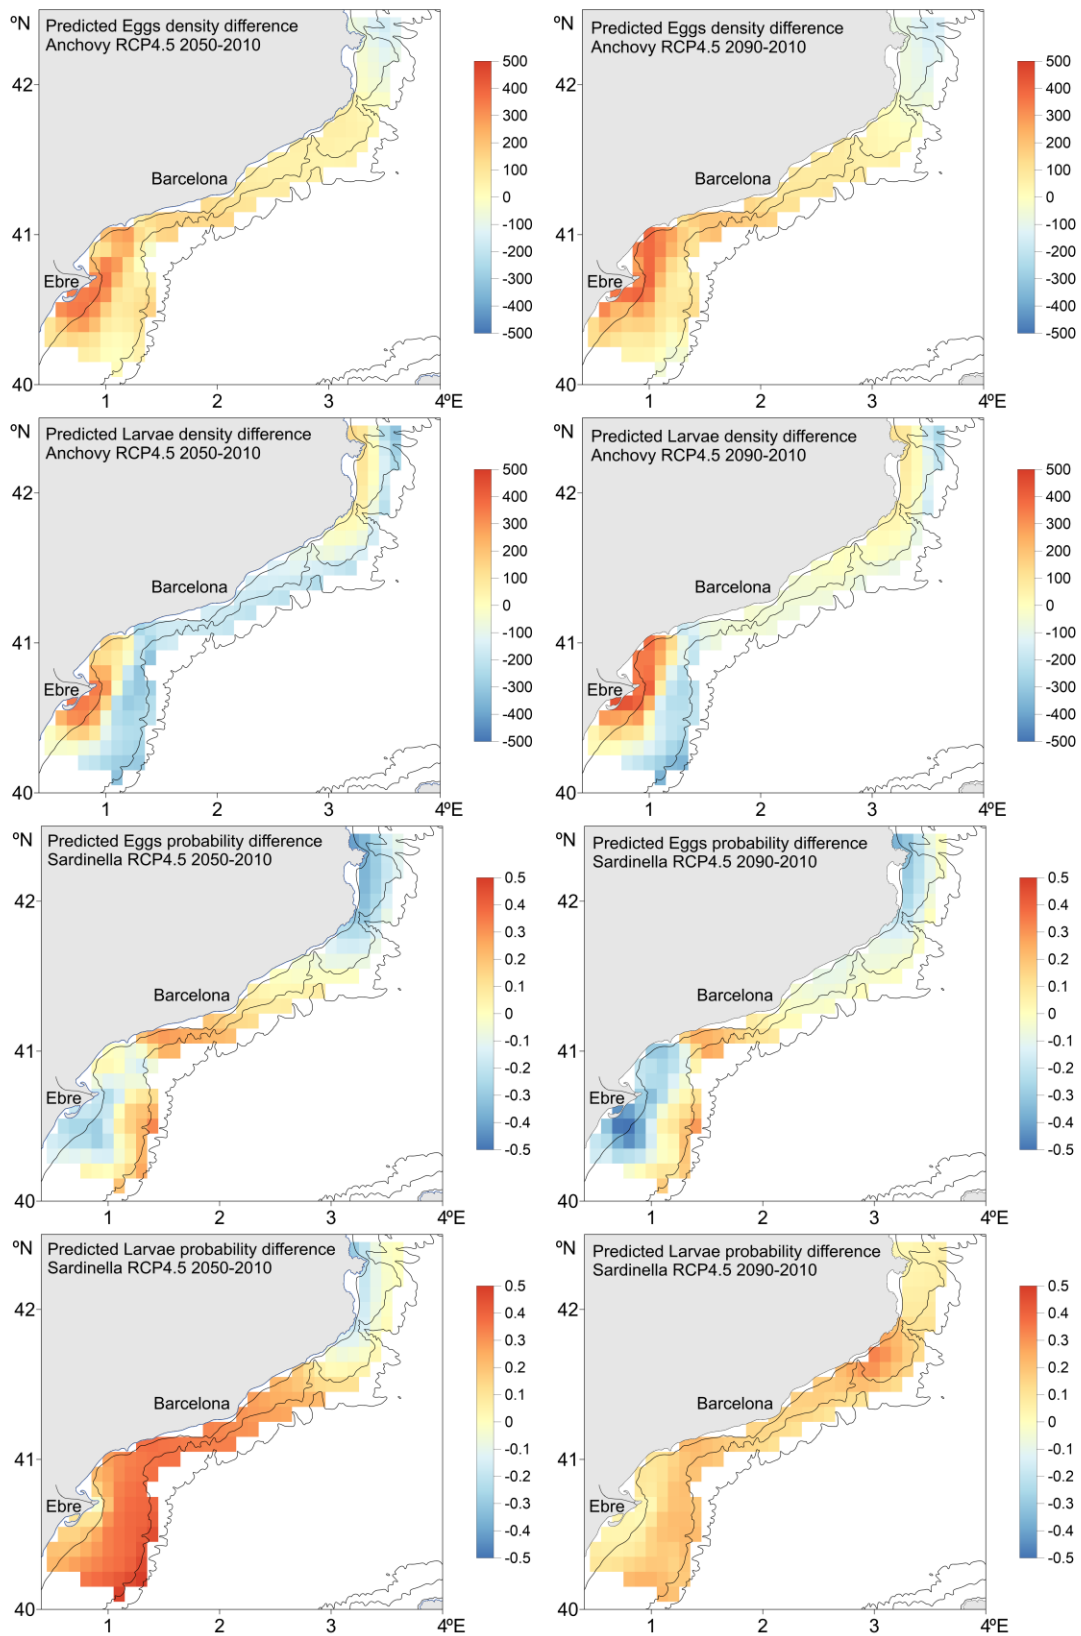 ºN
Predicted Eggs density difference
Anchovy RCP4.5 2050-2010
42
Barcelona
41
Ebre
40
1
2
3
4ºE
500
400
300
200
100
0
-100
-200
-300
-400
-500
ºN
Predicted Eggs density difference
Anchovy RCP4.5 2090-2010
42
Barcelona
41
Ebre
40
1
2
3
4ºE
500
400
300
200
100
0
-100
-200
-300
-400
-500
ºN
Predicted Larvae density difference
Anchovy RCP4.5 2050-2010
42
Barcelona
41
Ebre
40
1
2
3
4ºE
500
400
300
200
100
0
-100
-200
-300
-400
-500
ºN
Predicted Larvae density difference
Anchovy RCP4.5 2090-2010
42
Barcelona
41
Ebre
40
1
2
3
4ºE
500
400
300
200
100
0
-100
-200
-300
-400
-500
ºN
Predicted Eggs probability difference
Sardinella RCP4.5 2050-2010
42
Barcelona
41
Ebre
40
1
2
3
4ºE
0.5
0.4
0.3
0.2
0.1
0
-0.1
-0.2
-0.3
-0.4
-0.5
ºN
Predicted Eggs probability difference
Sardinella RCP4.5 2090-2010
42
Barcelona
41
Ebre
40
1
2
3
4ºE
0.5
0.4
0.3
0.2
0.1
0
-0.1
-0.2
-0.3
-0.4
-0.5
ºN
Predicted Larvae probability difference
Sardinella RCP4.5 2050-2010
42
Barcelona
41
Ebre
40
1
2
3
4ºE
0.5
0.4
0.3
0.2
0.1
0
-0.1
-0.2
-0.3
-0.4
-0.5
ºN
Predicted Larvae probability difference
Sardinella RCP4.5 2090-2010
42
Barcelona
41
Ebre
40
1
2
3
4ºE
0.5
0.4
0.3
0.2
0.1
0
-0.1
-0.2
-0.3
-0.4
-0.5